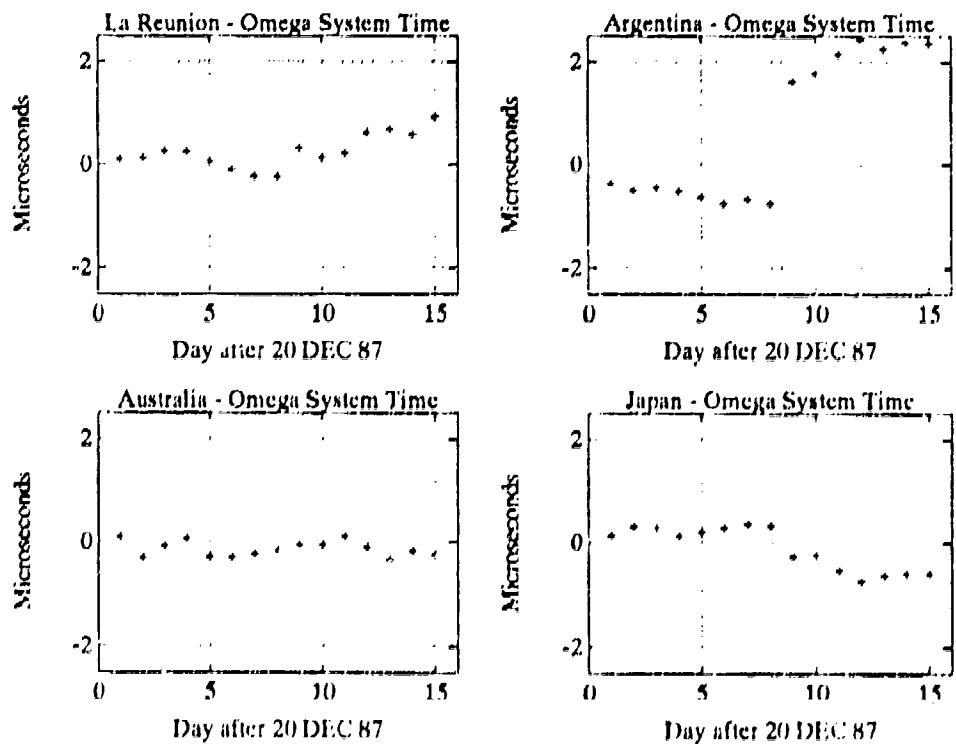 La Reunion - Omega System Time
Microseconds
2
0
-2
0 5 10 15
Day after 20 DEC 87
Argentina - Omega System Time
Microseconds
2
0
-2
0 5 10 15
Day after 20 DEC 87
Australia - Omega System Time
Microseconds
2
0
-2
0 5 10 15
Day after 20 DEC 87
Japan - Omega System Time
Microseconds
2
0
-2
0 5 10 15
Day after 20 DEC 87